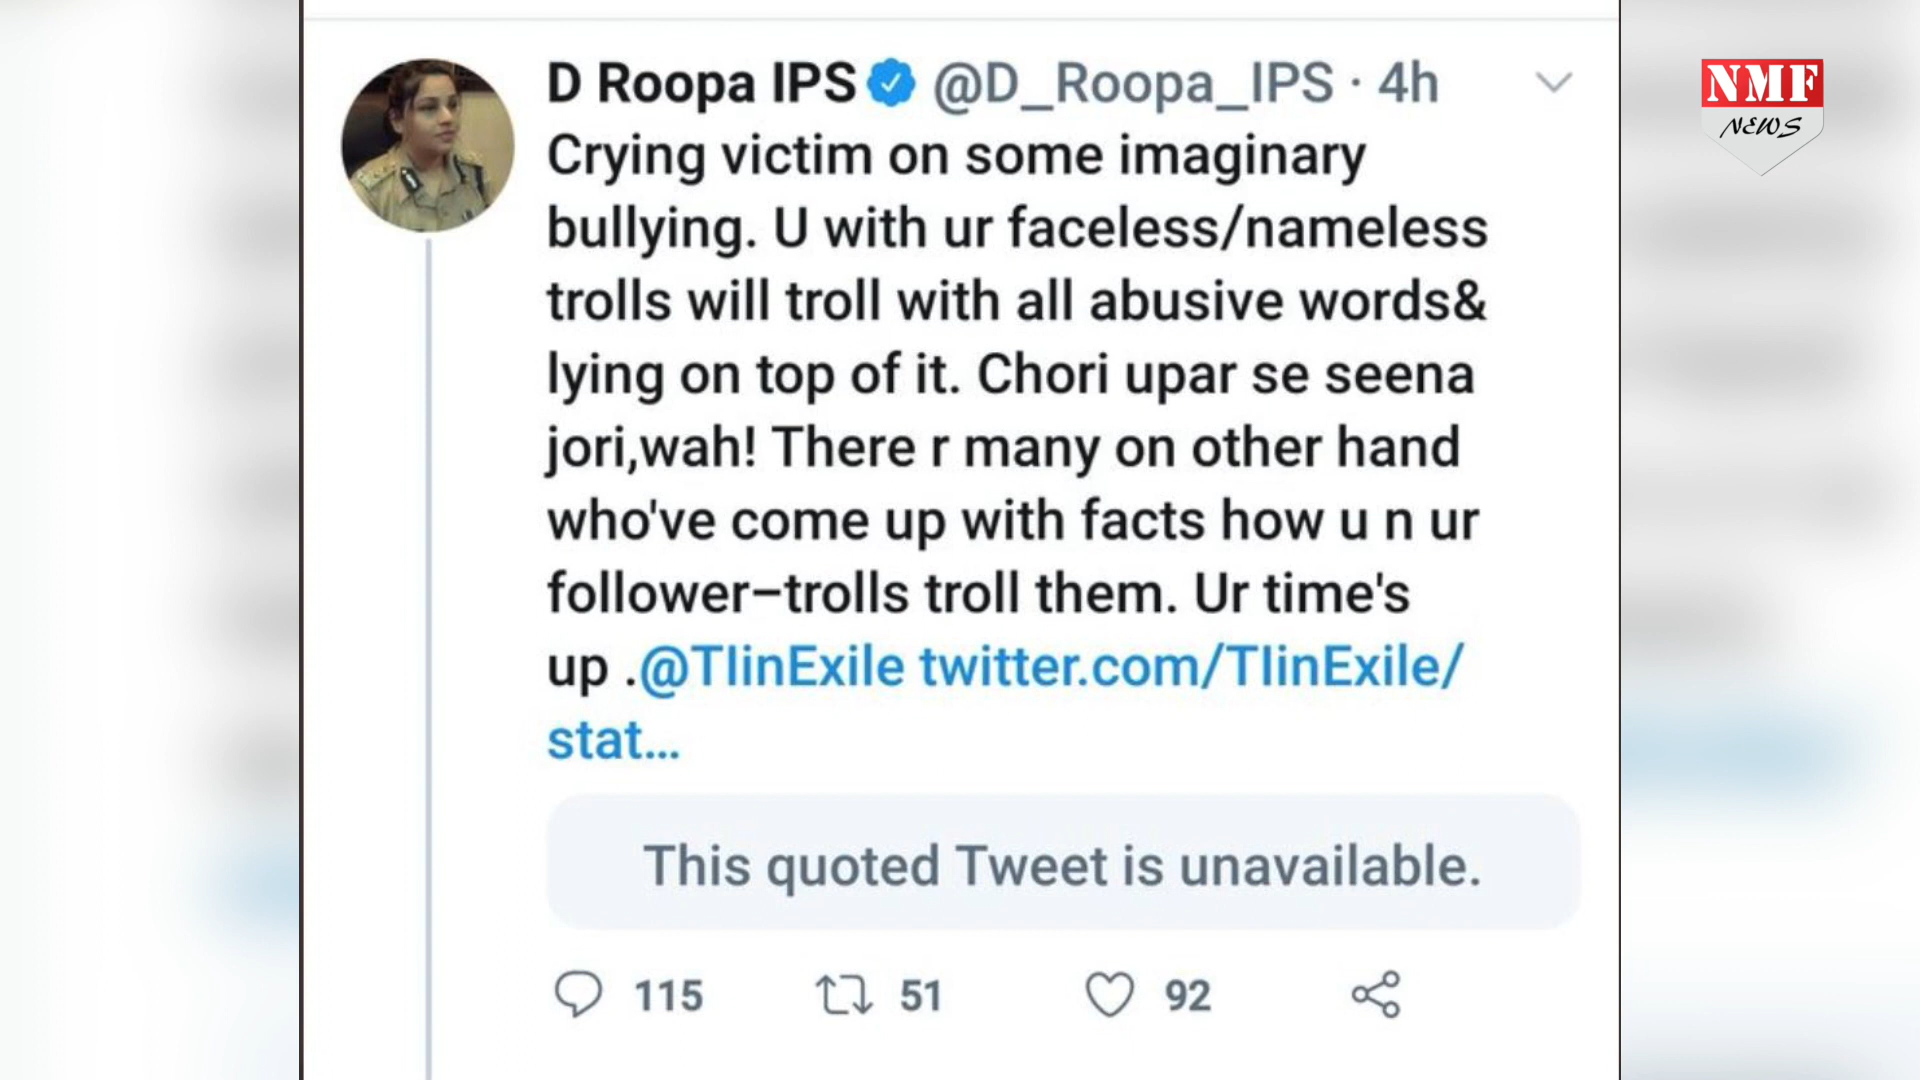 D Roopa IPS @D_Roopa_IPS · 4h
Crying victim on some imaginary
bullying. U with ur faceless/nameless
trolls will troll with all abusive words&
lying on top of it. Chori upar se seena
jori,wah! There r many on other hand
who've come up with facts how u n ur
follower–trolls troll them. Ur time's
up .@TIinExile twitter.com/TIinExile/
stat…
This quoted Tweet is unavailable.
115 51 92
NMF
NEWS